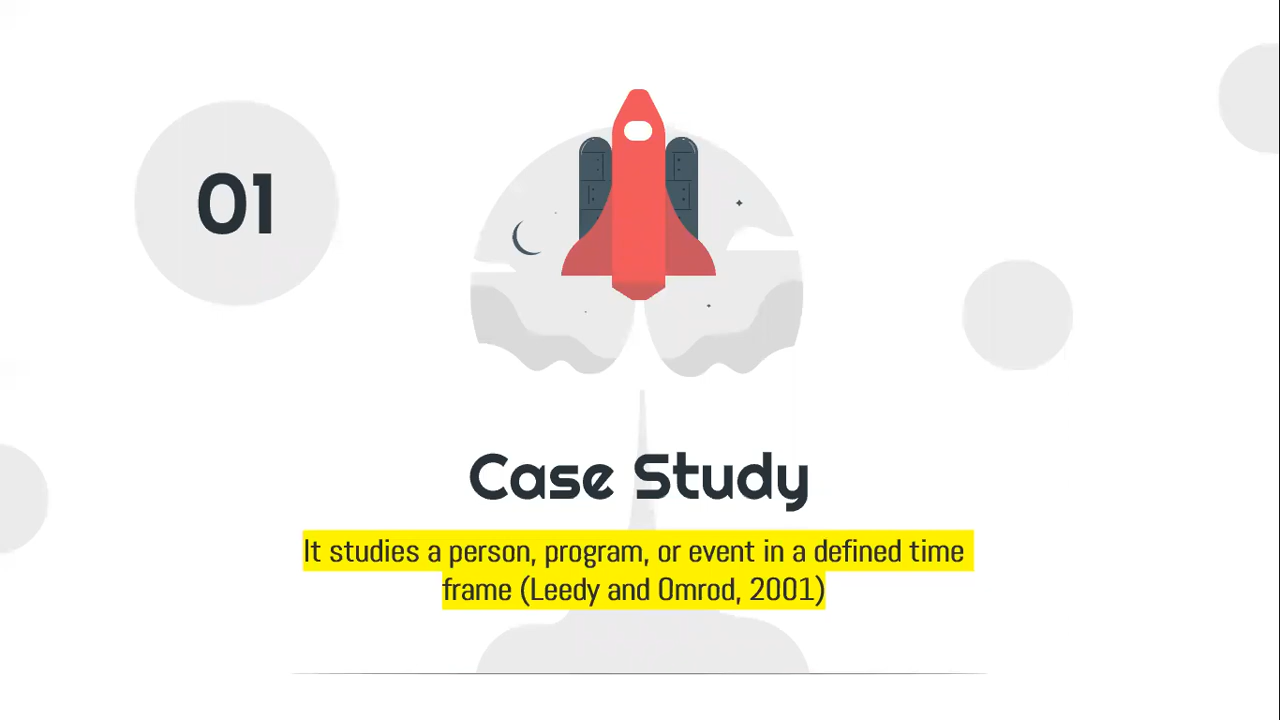 01
Case Study
It studies a person, program, or event in a defined time
frame (Leedy and Omrod, 2001)